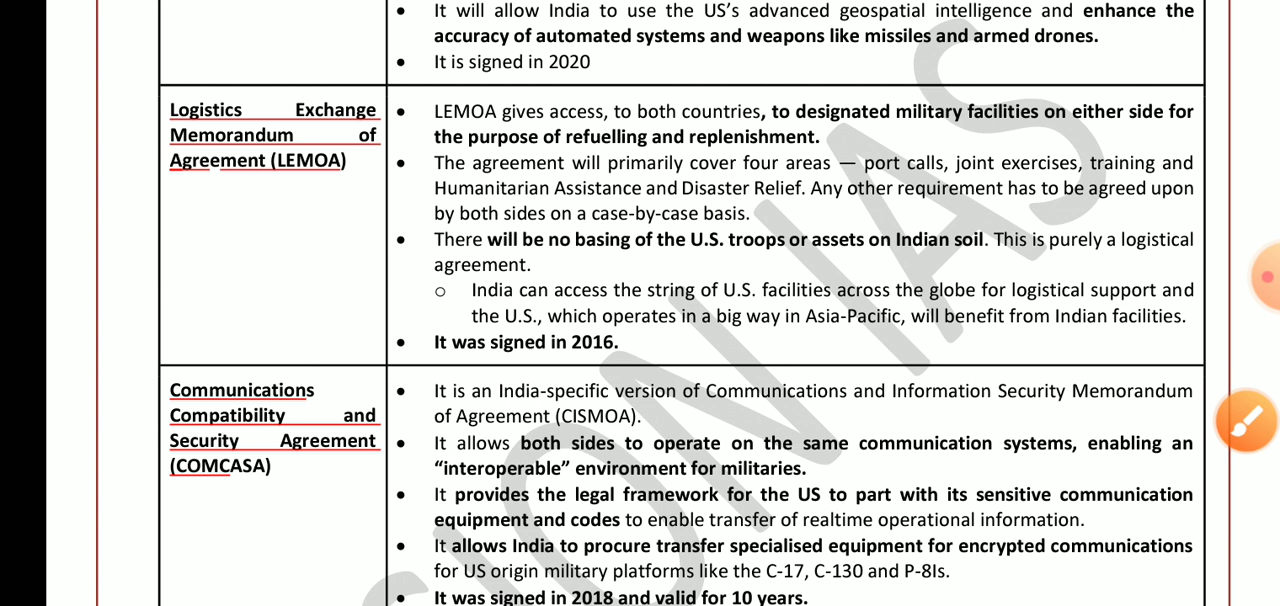 • It will allow India to use the US’s advanced geospatial intelligence and enhance the
accuracy of automated systems and weapons like missiles and armed drones.
• It is signed in 2020
Logistics Exchange
Memorandum of
Agreement (LEMOA)
• LEMOA gives access, to both countries, to designated military facilities on either side for
the purpose of refuelling and replenishment.
• The agreement will primarily cover four areas — port calls, joint exercises, training and
Humanitarian Assistance and Disaster Relief. Any other requirement has to be agreed upon
by both sides on a case-by-case basis.
• There will be no basing of the U.S. troops or assets on Indian soil. This is purely a logistical
agreement.
o India can access the string of U.S. facilities across the globe for logistical support and
the U.S., which operates in a big way in Asia-Pacific, will benefit from Indian facilities.
• It was signed in 2016.
Communications
Compatibility and
Security Agreement
(COMCASA)
• It is an India-specific version of Communications and Information Security Memorandum
of Agreement (CISMOA).
• It allows both sides to operate on the same communication systems, enabling an
“interoperable” environment for militaries.
• It provides the legal framework for the US to part with its sensitive communication
equipment and codes to enable transfer of realtime operational information.
• It allows India to procure transfer specialised equipment for encrypted communications
for US origin military platforms like the C-17, C-130 and P-8Is.
• It was signed in 2018 and valid for 10 years.
SION IAS